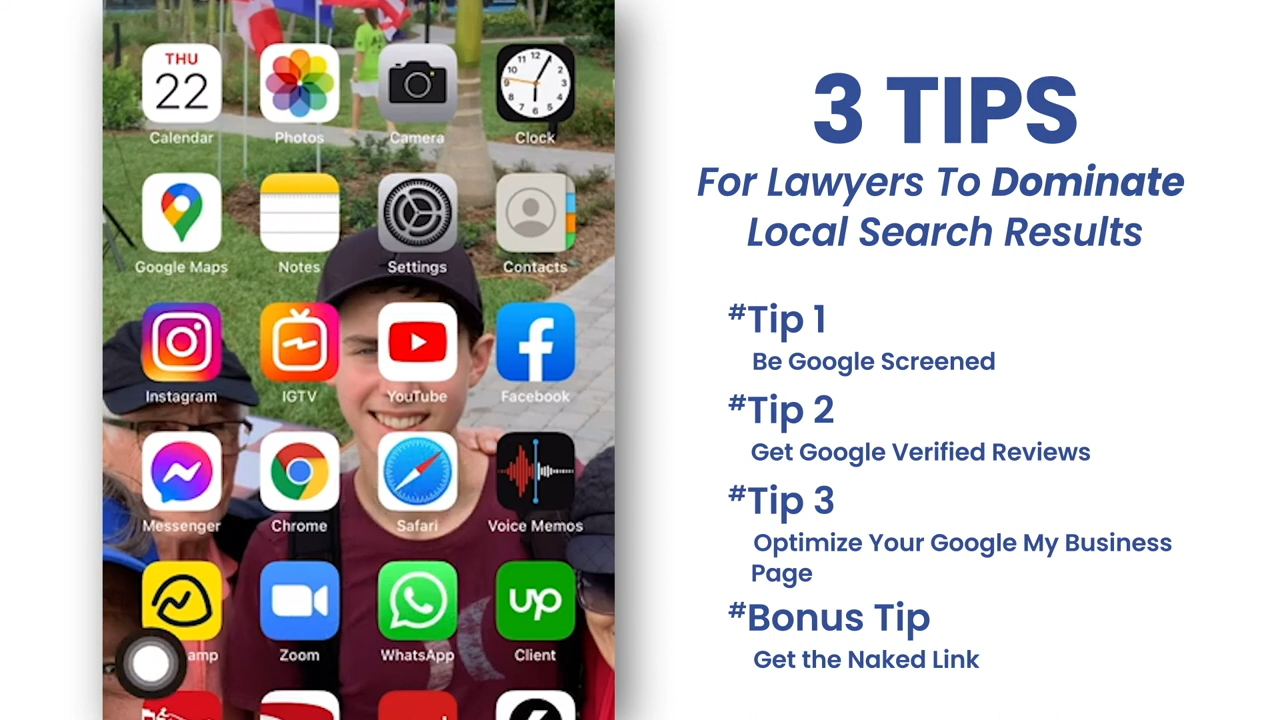 THU
22
Calendar
Photos
Camera
Clock
Google Maps
Notes
Settings
Contacts
Instagram
IGTV
YouTube
Facebook
Messenger
Chrome
Safari
Voice Memos
amp
Zoom
WhatsApp
up
Client
3 TIPS
For Lawyers To Dominate
Local Search Results
#Tip 1
Be Google Screened
#Tip 2
Get Google Verified Reviews
#Tip 3
Optimize Your Google My Business
Page
#Bonus Tip
Get the Naked Link